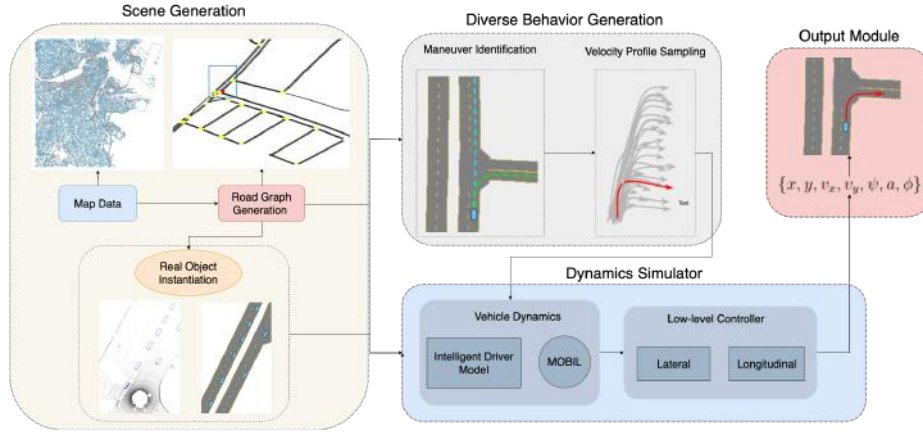 Scene Generation
Map Data
Road Graph
Generation
Real Object
Instantiation
Diverse Behavior Generation
Maneuver Identification
Velocity Profile Sampling
Text
Dynamics Simulator
Vehicle Dynamics
Intelligent Driver
Model
MOBIL
Low-level Controller
Lateral
Longitudinal
Output Module
{x, y, v_x, v_y, ψ, a, ϕ}